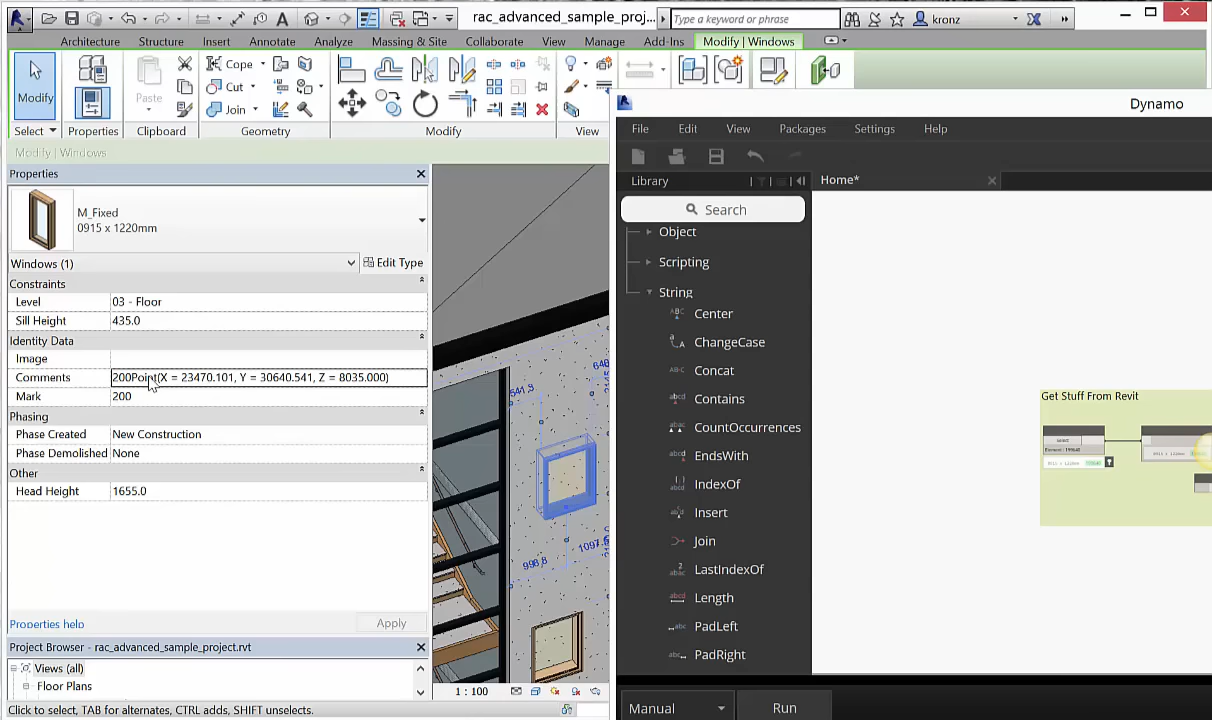 rac_advanced_sample_proj...
Type a keyword or phrase
kronz
Architecture Structure Insert Annotate Analyze Massing & Site Collaborate View Manage Add-Ins Modify | Windows
Modify
Cope
Cut
Paste
Join
Select Properties Clipboard Geometry Modify View
Modify | Windows
Properties
M_Fixed
0915 x 1220mm
Windows (1)
Edit Type
Constraints
Level 03 - Floor
Sill Height 435.0
Identity Data
Image
Comments 200Point(X = 23470.101, Y = 30640.541, Z = 8035.000)
Mark 200
Phasing
Phase Created New Construction
Phase Demolished None
Other
Head Height 1655.0
Properties help
Apply
Project Browser - rac_advanced_sample_project.rvt
Views (all)
Floor Plans
Click to select, TAB for alternates, CTRL adds, SHIFT unselects.
541.3
998.8
1097.5
1 : 100
Dynamo
File Edit View Packages Settings Help
Library
Home*
Search
Object
Scripting
String
Center
ChangeCase
Concat
Contains
CountOccurrences
EndsWith
IndexOf
Insert
Join
LastIndexOf
Length
PadLeft
PadRight
Get Stuff From Revit
Manual
Run